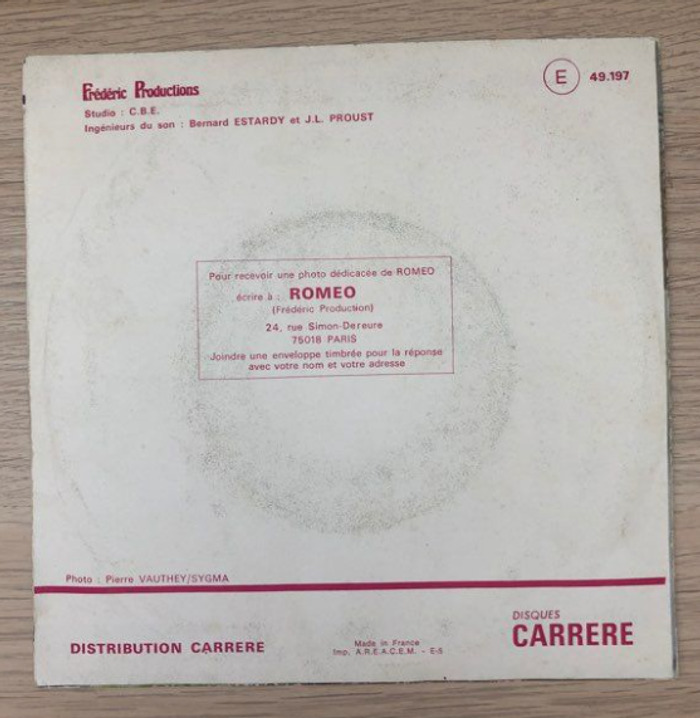 Frédéric Productions
Studio : C.B.E.
Ingénieurs du son : Bernard ESTARDY et J.L. PROUST
E 49.197
Pour recevoir une photo dédicacée de ROMEO
écrire à : ROMEO
(Frédéric Production)
24, rue Simon-Dereure
75018 PARIS
Joindre une enveloppe timbrée pour la réponse
avec votre nom et votre adresse
Photo : Pierre VAUTHEY/SYGMA
DISTRIBUTION CARRERE
Made in France
Imp. A.R.E.A.C.E.M. - E-5
DISQUES
CARRERE